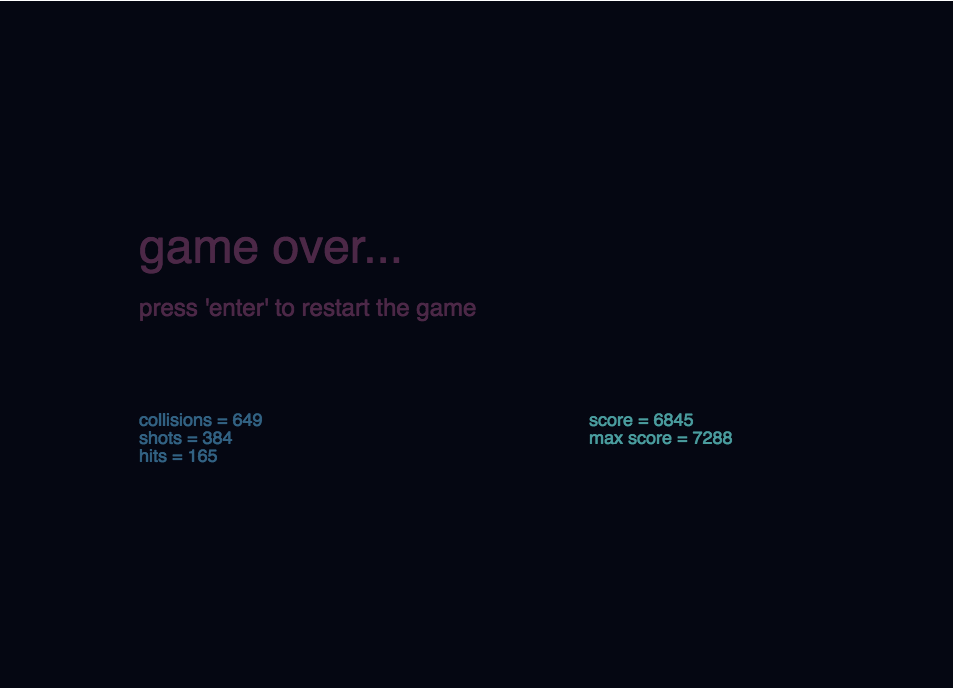 game over...
press 'enter' to restart the game
collisions = 649
shots = 384
hits = 165
score = 6845
max score = 7288